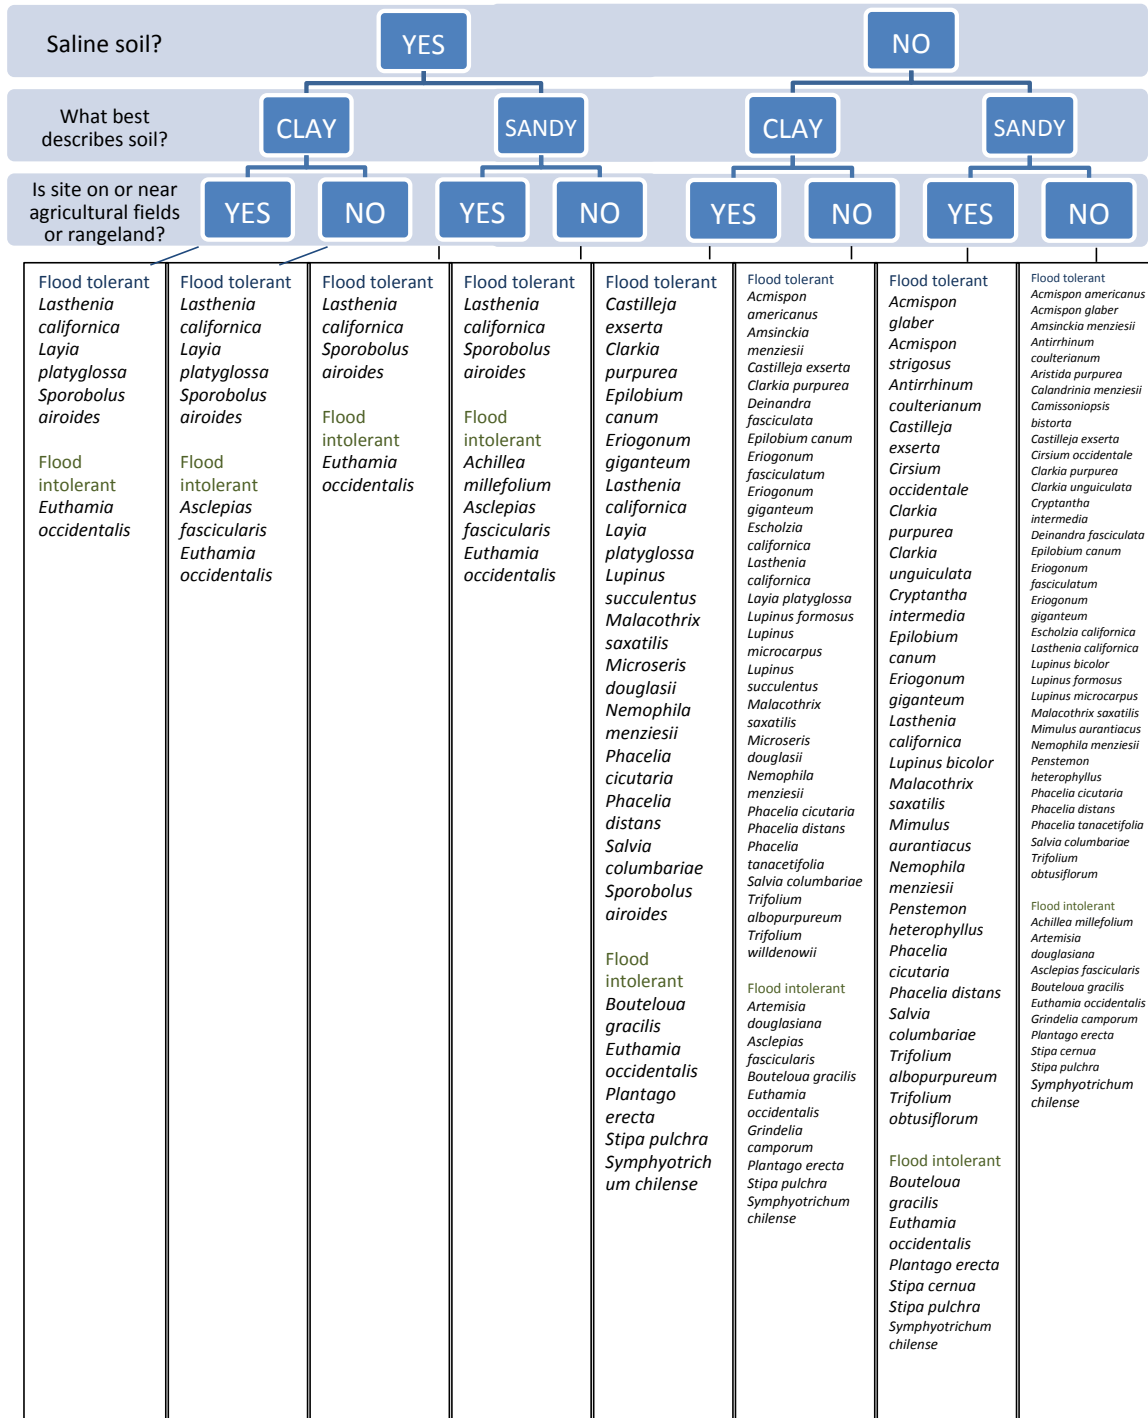 Saline soil?
YES
NO
What best
describes soil?
CLAY
SANDY
CLAY
SANDY
Is site on or near
agricultural fields
or rangeland?
YES
NO
YES
NO
YES
NO
YES
NO
Flood tolerant
Lasthenia
californica
Layia
platyglossa
Sporobolus
airoides
Flood
intolerant
Euthamia
occidentalis
Flood tolerant
Lasthenia
californica
Layia
platyglossa
Sporobolus
airoides
Flood
intolerant
Asclepias
fascicularis
Euthamia
occidentalis
Flood tolerant
Lasthenia
californica
Sporobolus
airoides
Flood
intolerant
Euthamia
occidentalis
Flood tolerant
Lasthenia
californica
Sporobolus
airoides
Flood
intolerant
Achillea
millefolium
Asclepias
fascicularis
Euthamia
occidentalis
Flood tolerant
Castilleja
exserta
Clarkia
purpurea
Epilobium
canum
Eriogonum
giganteum
Lasthenia
californica
Layia
platyglossa
Lupinus
succulentus
Malacothrix
saxatilis
Microseris
douglasii
Nemophila
menziesii
Phacelia
cicutaria
Phacelia
distans
Salvia
columbariae
Sporobolus
airoides
Flood
intolerant
Bouteloua
gracilis
Euthamia
occidentalis
Plantago
erecta
Stipa pulchra
Symphyotrich
um chilense
Flood tolerant
Acmispon
americanus
Amsinckia
menziesii
Castilleja exserta
Clarkia purpurea
Deinandra
fasciculata
Epilobium canum
Eriogonum
fasciculatum
Eriogonum
giganteum
Escholzia
californica
Lasthenia
californica
Layia platyglossa
Lupinus formosus
Lupinus
microcarpus
Lupinus
succulentus
Malacothrix
saxatilis
Microseris
douglasii
Nemophila
menziesii
Phacelia cicutaria
Phacelia distans
Phacelia
tanacetifolia
Salvia columbariae
Trifolium
albopurpureum
Trifolium
willdenowii
Flood intolerant
Artemisia
douglasiana
Asclepias
fascicularis
Bouteloua gracilis
Euthamia
occidentalis
Grindelia
camporum
Plantago erecta
Stipa pulchra
Symphyotrichum
chilense
Flood tolerant
Acmispon
glaber
Acmispon
strigosus
Antirrhinum
coulterianum
Castilleja
exserta
Cirsium
occidentale
Clarkia
purpurea
Clarkia
unguiculata
Cryptantha
intermedia
Epilobium
canum
Eriogonum
giganteum
Lasthenia
californica
Lupinus bicolor
Malacothrix
saxatilis
Mimulus
aurantiacus
Nemophila
menziesii
Penstemon
heterophyllus
Phacelia
cicutaria
Phacelia distans
Salvia
columbariae
Trifolium
albopurpureum
Trifolium
obtusiflorum
Flood intolerant
Bouteloua
gracilis
Euthamia
occidentalis
Plantago erecta
Stipa cernua
Stipa pulchra
Symphyotrichum
chilense
Flood tolerant
Acmispon americanus
Acmispon glaber
Amsinckia menziesii
Antirrhinum
coulterianum
Aristida purpurea
Calandrinia menziesii
Camissoniopsis
bistorta
Castilleja exserta
Cirsium occidentale
Clarkia purpurea
Clarkia unguiculata
Cryptantha
intermedia
Deinandra fasciculata
Epilobium canum
Eriogonum
fasciculatum
Eriogonum
giganteum
Escholzia californica
Lasthenia californica
Lupinus bicolor
Lupinus formosus
Lupinus microcarpus
Malacothrix saxatilis
Mimulus aurantiacus
Nemophila menziesii
Penstemon
heterophyllus
Phacelia cicutaria
Phacelia distans
Phacelia tanacetifolia
Salvia columbariae
Trifolium
obtusiflorum
Flood intolerant
Achillea millefolium
Artemisia
douglasiana
Asclepias fascicularis
Bouteloua gracilis
Euthamia occidentalis
Grindelia camporum
Plantago erecta
Stipa cernua
Stipa pulchra
Symphyotrichum
chilense